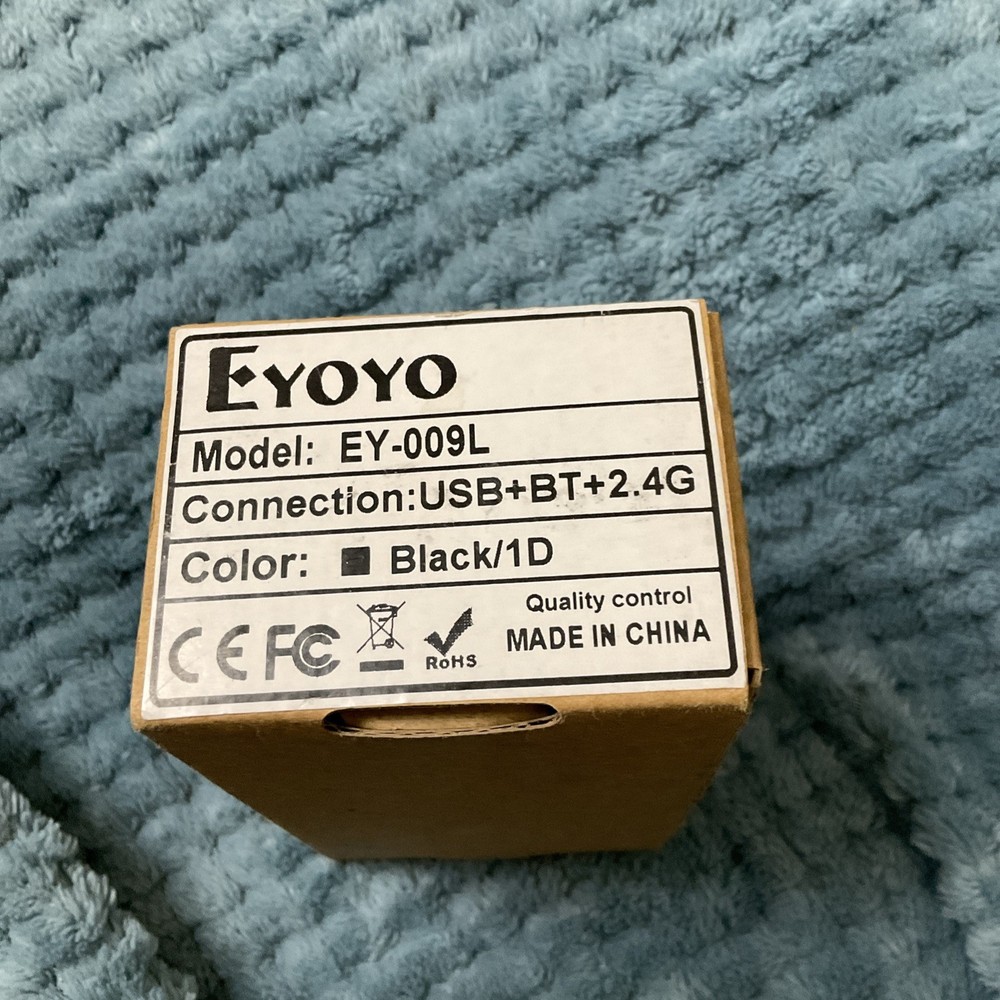 EYOYO
Model: EY-009L
Connection:USB+BT+2.4G
Color: Black/1D
Quality control
MADE IN CHINA
CE FC RoHS